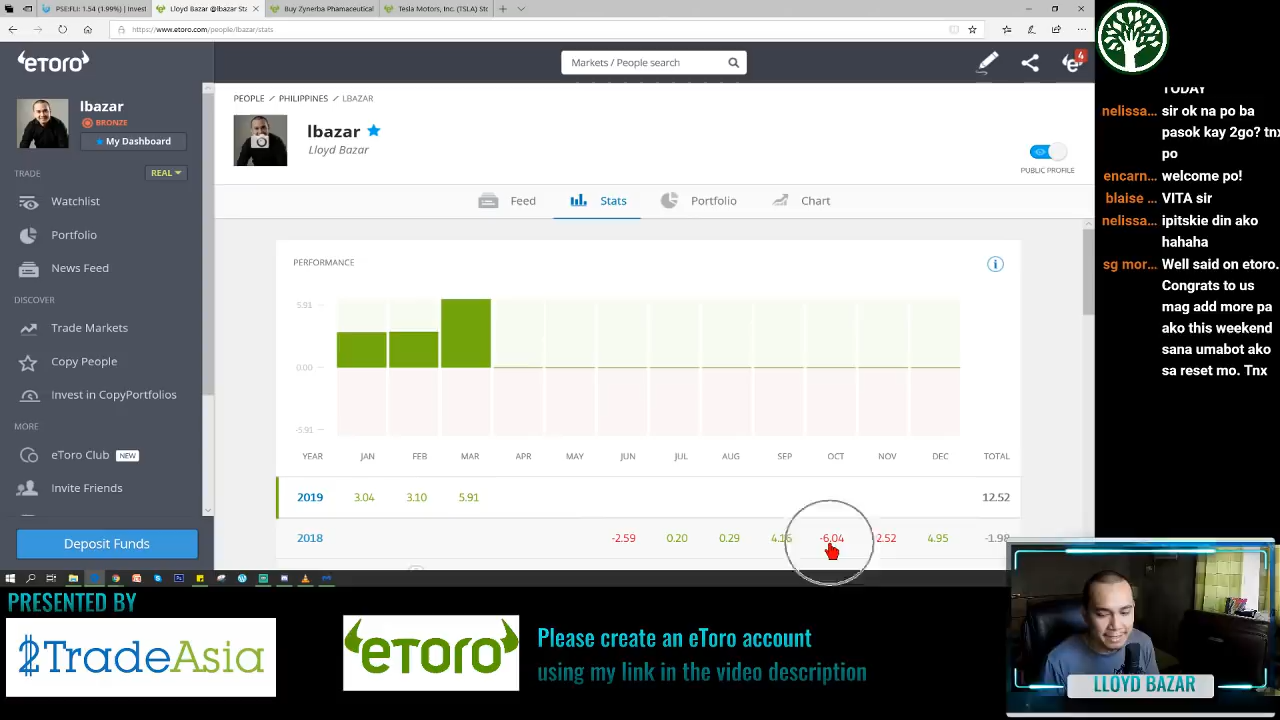 PSE:FLI: 1.54 (1.99%) | Invest
Lloyd Bazar @lbazar Sta
Buy Zynerba Phamaceutical
Tesla Motors, Inc. (TSLA) Sto
https://www.etoro.com/people/lbazar/stats
eToro
Markets / People search
4
lbazar
BRONZE
My Dashboard
TRADE
REAL
Watchlist
Portfolio
News Feed
DISCOVER
Trade Markets
Copy People
Invest in CopyPortfolios
MORE
eToro Club NEW
Invite Friends
Deposit Funds
PEOPLE / PHILIPPINES / LBAZAR
lbazar
Lloyd Bazar
PUBLIC PROFILE
Feed
Stats
Portfolio
Chart
PERFORMANCE
5.91
0.00
-5.91
YEAR JAN FEB MAR APR MAY JUN JUL AUG SEP OCT NOV DEC TOTAL
2019 3.04 3.10 5.91 12.52
2018 -2.59 0.20 0.29 -6.04 2.52 4.95 -1.98
TODAY
nelissa... sir ok na po ba
pasok kay 2go? tnx
po
encarn... welcome po!
blaise ... VITA sir
nelissa... ipitskie din ako
hahaha
sg mor... Well said on etoro.
Congrats to us
mag add more pa
ako this weekend
sana umabot ako
sa reset mo. Tnx
PRESENTED BY
2TradeAsia
eToro
Please create an eToro account
using my link in the video description
LLOYD BAZAR